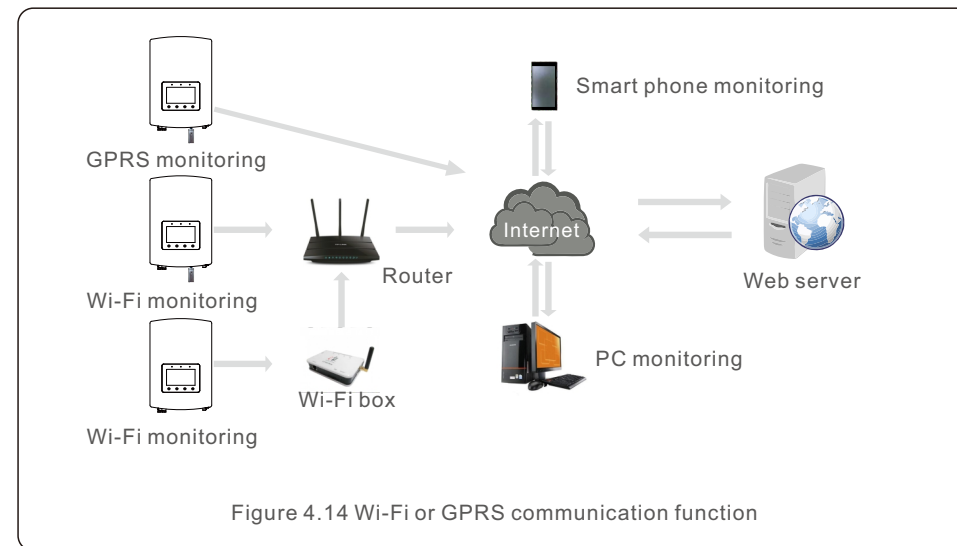 Smart phone monitoring
GPRS monitoring
Internet
Router
Web server
Wi-Fi monitoring
PC monitoring
Wi-Fi box
Wi-Fi monitoring
Figure 4.14 Wi-Fi or GPRS communication function